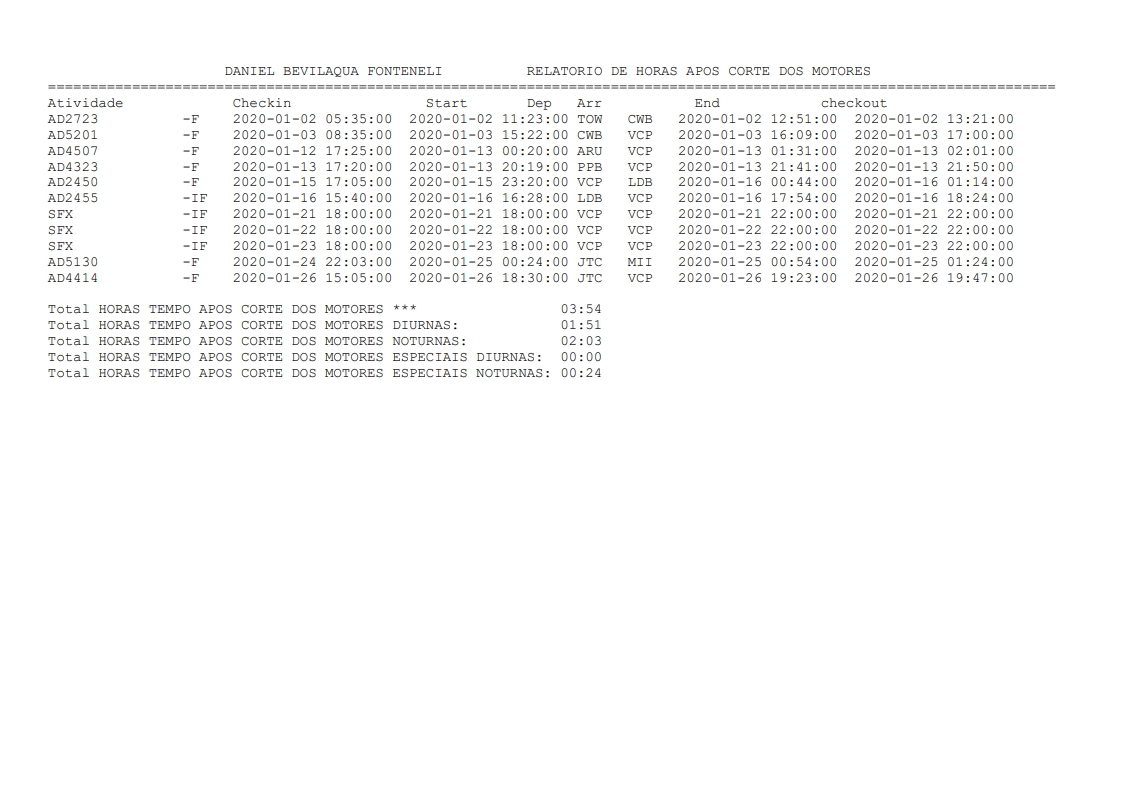 DANIEL BEVILAQUA FONTENELI RELATORIO DE HORAS APOS CORTE DOS MOTORES
========================================================================================================================
Atividade Checkin Start Dep Arr End checkout
AD2723 -F 2020-01-02 05:35:00 2020-01-02 11:23:00 TOW CWB 2020-01-02 12:51:00 2020-01-02 13:21:00
AD5201 -F 2020-01-03 08:35:00 2020-01-03 15:22:00 CWB VCP 2020-01-03 16:09:00 2020-01-03 17:00:00
AD4507 -F 2020-01-12 17:25:00 2020-01-13 00:20:00 ARU VCP 2020-01-13 01:31:00 2020-01-13 02:01:00
AD4323 -F 2020-01-13 17:20:00 2020-01-13 20:19:00 PPB VCP 2020-01-13 21:41:00 2020-01-13 21:50:00
AD2450 -F 2020-01-15 17:05:00 2020-01-15 23:20:00 VCP LDB 2020-01-16 00:44:00 2020-01-16 01:14:00
AD2455 -IF 2020-01-16 15:40:00 2020-01-16 16:28:00 LDB VCP 2020-01-16 17:54:00 2020-01-16 18:24:00
SFX -IF 2020-01-21 18:00:00 2020-01-21 18:00:00 VCP VCP 2020-01-21 22:00:00 2020-01-21 22:00:00
SFX -IF 2020-01-22 18:00:00 2020-01-22 18:00:00 VCP VCP 2020-01-22 22:00:00 2020-01-22 22:00:00
SFX -IF 2020-01-23 18:00:00 2020-01-23 18:00:00 VCP VCP 2020-01-23 22:00:00 2020-01-23 22:00:00
AD5130 -F 2020-01-24 22:03:00 2020-01-25 00:24:00 JTC MII 2020-01-25 00:54:00 2020-01-25 01:24:00
AD4414 -F 2020-01-26 15:05:00 2020-01-26 18:30:00 JTC VCP 2020-01-26 19:23:00 2020-01-26 19:47:00
Total HORAS TEMPO APOS CORTE DOS MOTORES *** 03:54
Total HORAS TEMPO APOS CORTE DOS MOTORES DIURNAS: 01:51
Total HORAS TEMPO APOS CORTE DOS MOTORES NOTURNAS: 02:03
Total HORAS TEMPO APOS CORTE DOS MOTORES ESPECIAIS DIURNAS: 00:00
Total HORAS TEMPO APOS CORTE DOS MOTORES ESPECIAIS NOTURNAS: 00:24